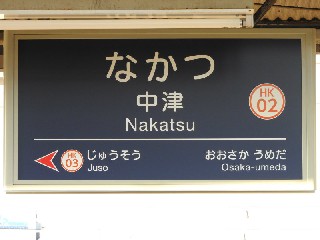 なかつ
中津
Nakatsu
HK
02
HK
03
じゅうそう
Juso
おおさか うめだ
Osaka-umeda